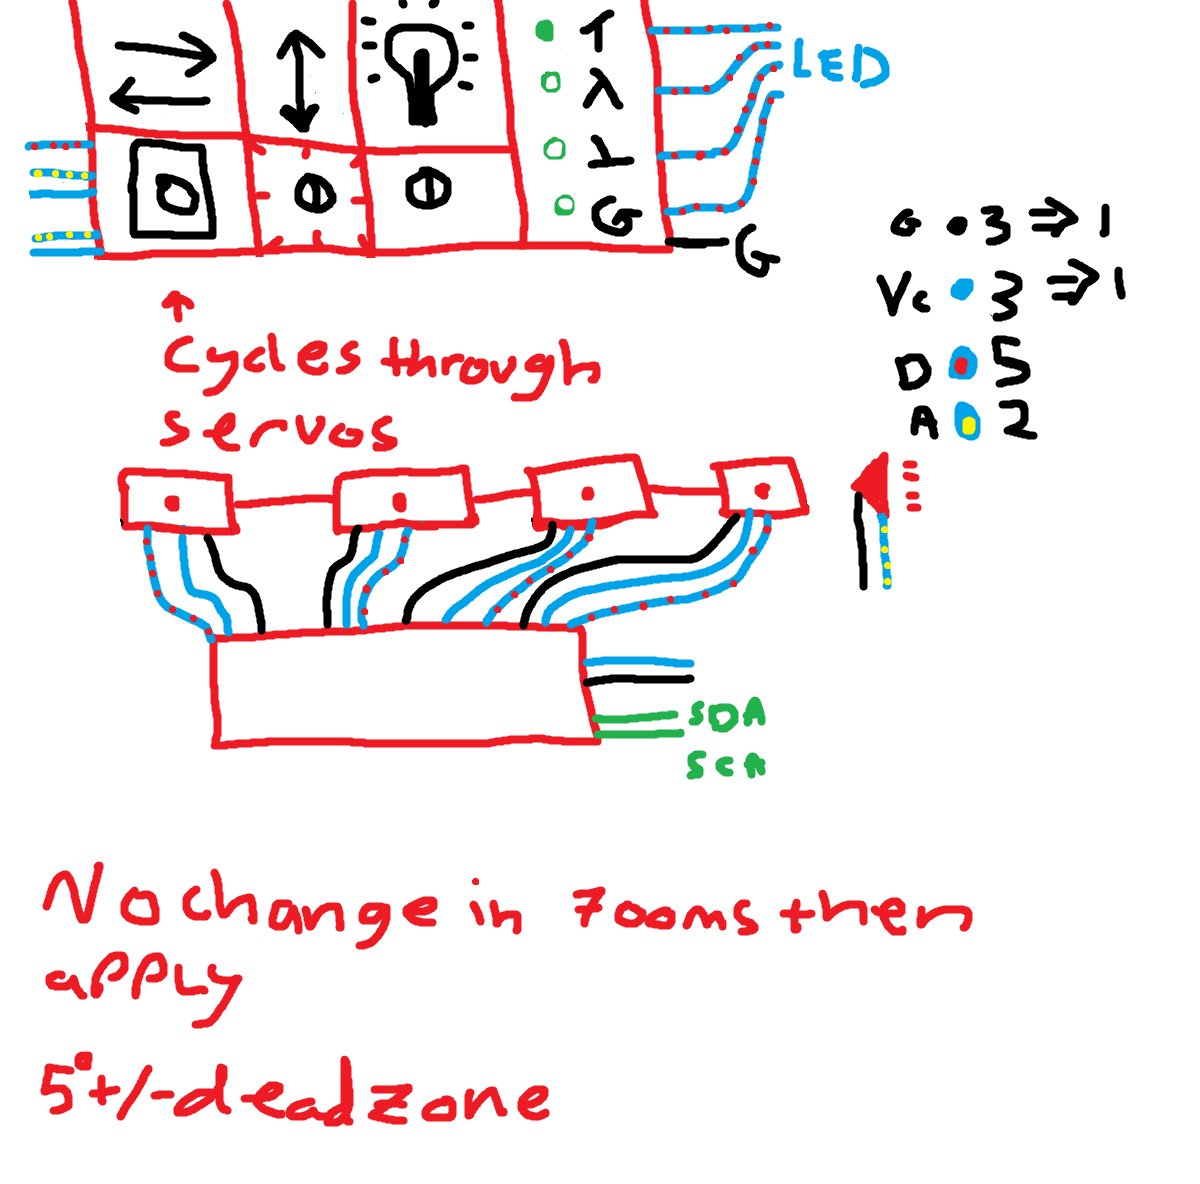 LED
G
G
G • 3 ⇒ 1
Vc • 3 ⇒ 1
D • 5
A • 2
↑
Cycles through
servos
SDA
No change in 700ms then
apply
5° +/- deadzone